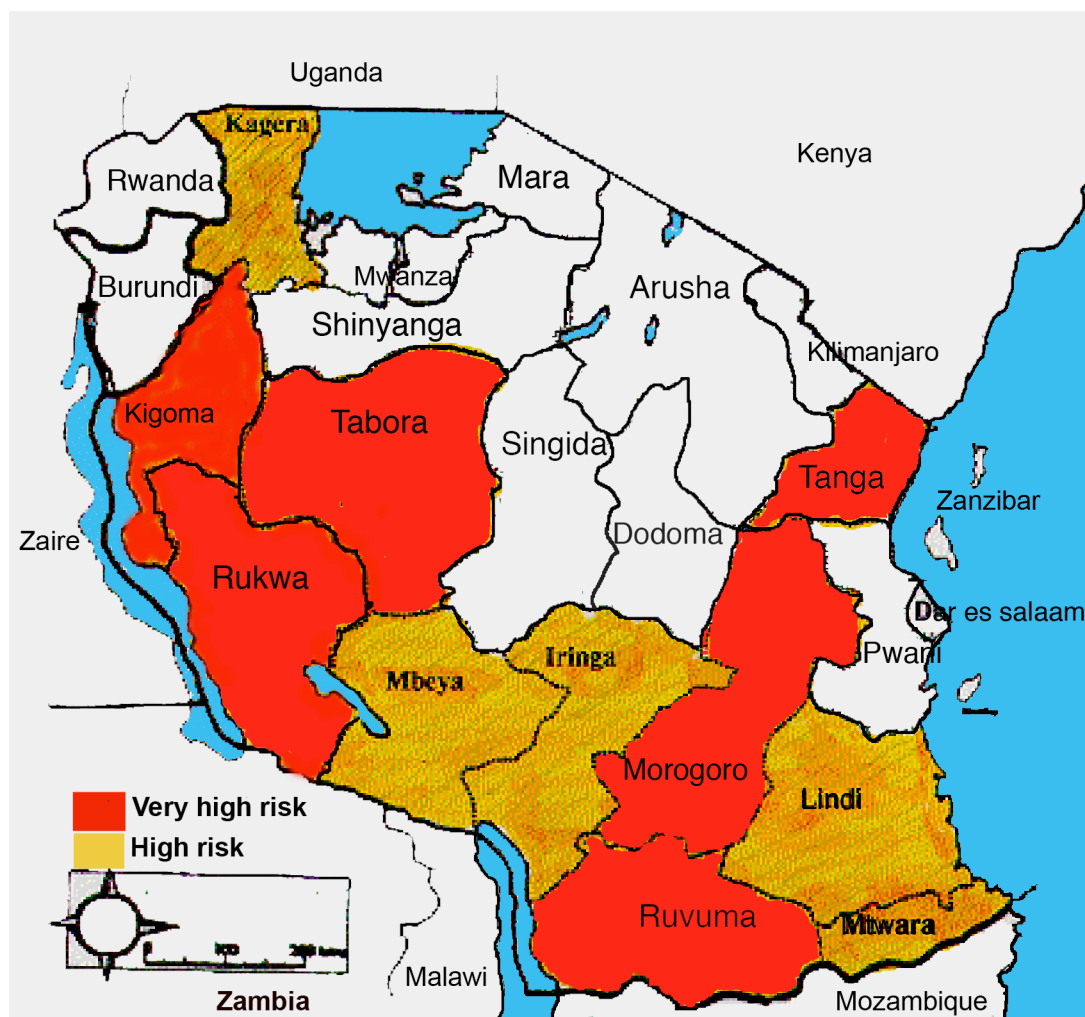 Uganda
Kagera
Kenya
Rwanda
Mara
Burundi
Mwanza
Arusha
Shinyanga
Kilimanjaro
Kigoma
Tabora
Singida
Tanga
Zanzibar
Zaire
Dodoma
Rukwa
Dar es salaam
Pwani
Iringa
Mbeya
Morogoro
Lindi
Very high risk
High risk
Ruvuma
Mtwara
0
Malawi
Zambia
Mozambique